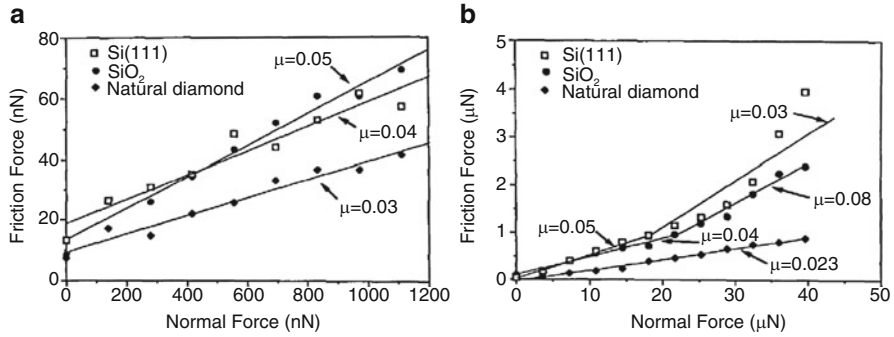 a
80
60
40
20
0
Friction Force (nN)
Si(111)
SiO₂
Natural diamond
μ=0.05
μ=0.04
μ=0.03
0 200 400 600 800 1000 1200
Normal Force (nN)
b
5
4
3
2
1
0
Friction Force (μN)
Si(111)
SiO₂
Natural diamond
μ=0.03
μ=0.08
μ=0.05
μ=0.04
μ=0.023
0 10 20 30 40 50
Normal Force (μN)